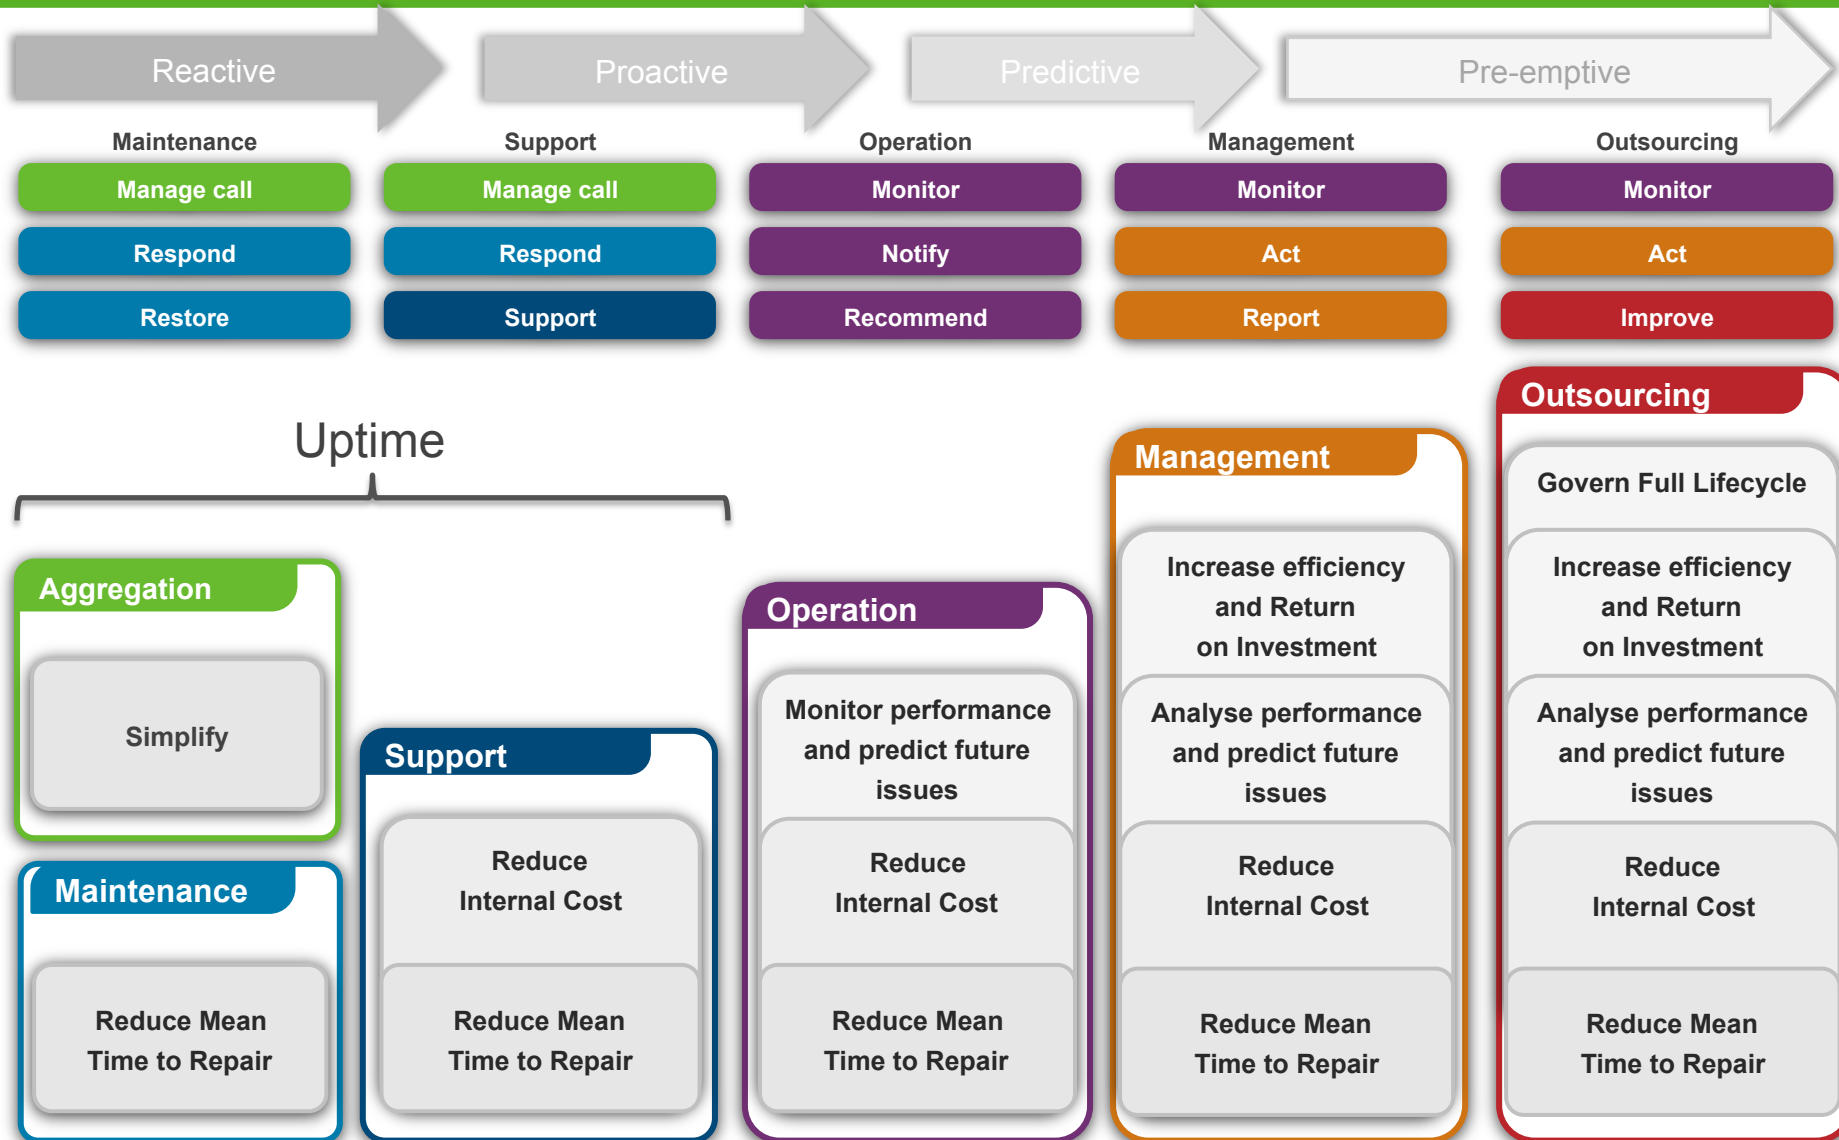 Reactive
Proactive
Predictive
Pre-emptive
Maintenance
Support
Operation
Management
Outsourcing
Manage call
Manage call
Monitor
Monitor
Monitor
Respond
Respond
Notify
Act
Act
Restore
Support
Recommend
Report
Improve
Uptime
Aggregation
Simplify
Maintenance
Reduce Mean
Time to Repair
Support
Reduce
Internal Cost
Reduce Mean
Time to Repair
Operation
Monitor performance
and predict future
issues
Reduce
Internal Cost
Reduce Mean
Time to Repair
Management
Increase efficiency
and Return
on Investment
Analyse performance
and predict future
issues
Reduce
Internal Cost
Reduce Mean
Time to Repair
Outsourcing
Govern Full Lifecycle
Increase efficiency
and Return
on Investment
Analyse performance
and predict future
issues
Reduce
Internal Cost
Reduce Mean
Time to Repair